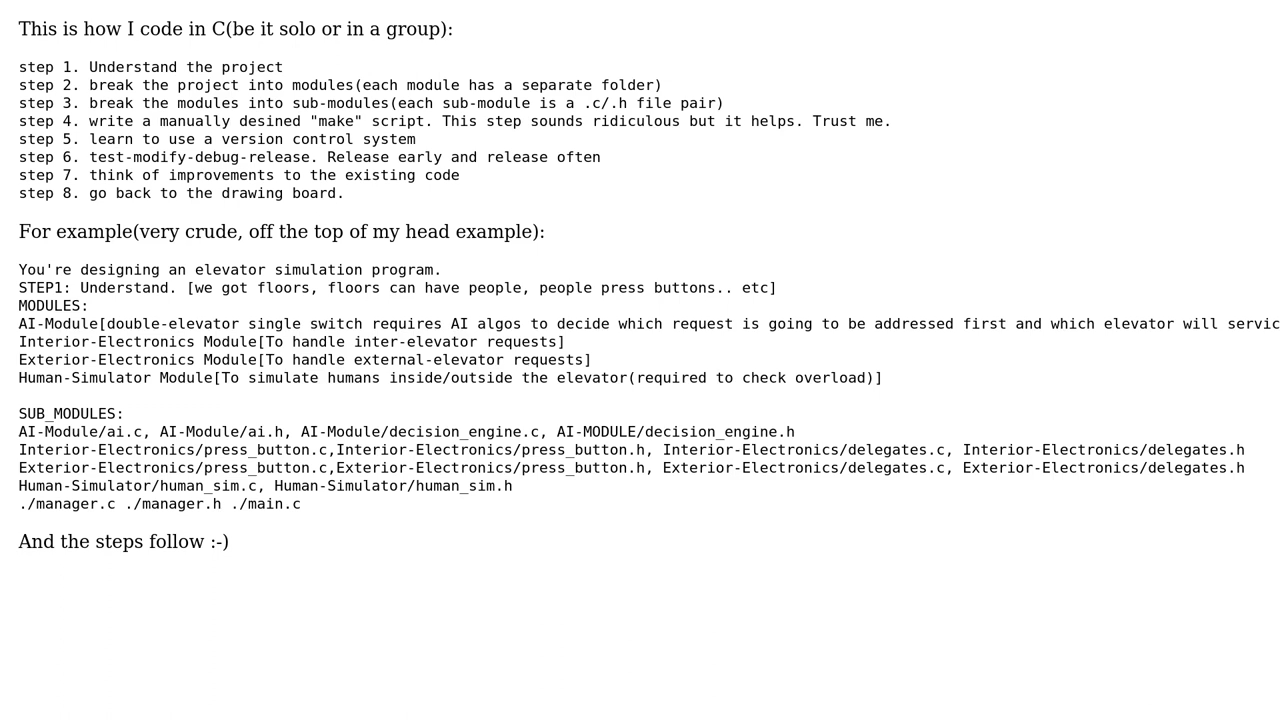 This is how I code in C(be it solo or in a group):
step 1. Understand the project
step 2. break the project into modules(each module has a separate folder)
step 3. break the modules into sub-modules(each sub-module is a .c/.h file pair)
step 4. write a manually desined "make" script. This step sounds ridiculous but it helps. Trust me.
step 5. learn to use a version control system
step 6. test-modify-debug-release. Release early and release often
step 7. think of improvements to the existing code
step 8. go back to the drawing board.
For example(very crude, off the top of my head example):
You're designing an elevator simulation program.
STEP1: Understand. [we got floors, floors can have people, people press buttons.. etc]
MODULES:
AI-Module[double-elevator single switch requires AI algos to decide which request is going to be addressed first and which elevator will servic
Interior-Electronics Module[To handle inter-elevator requests]
Exterior-Electronics Module[To handle external-elevator requests]
Human-Simulator Module[To simulate humans inside/outside the elevator(required to check overload)]
SUB_MODULES:
AI-Module/ai.c, AI-Module/ai.h, AI-Module/decision_engine.c, AI-MODULE/decision_engine.h
Interior-Electronics/press_button.c,Interior-Electronics/press_button.h, Interior-Electronics/delegates.c, Interior-Electronics/delegates.h
Exterior-Electronics/press_button.c,Exterior-Electronics/press_button.h, Exterior-Electronics/delegates.c, Exterior-Electronics/delegates.h
Human-Simulator/human_sim.c, Human-Simulator/human_sim.h
./manager.c ./manager.h ./main.c
And the steps follow :-)